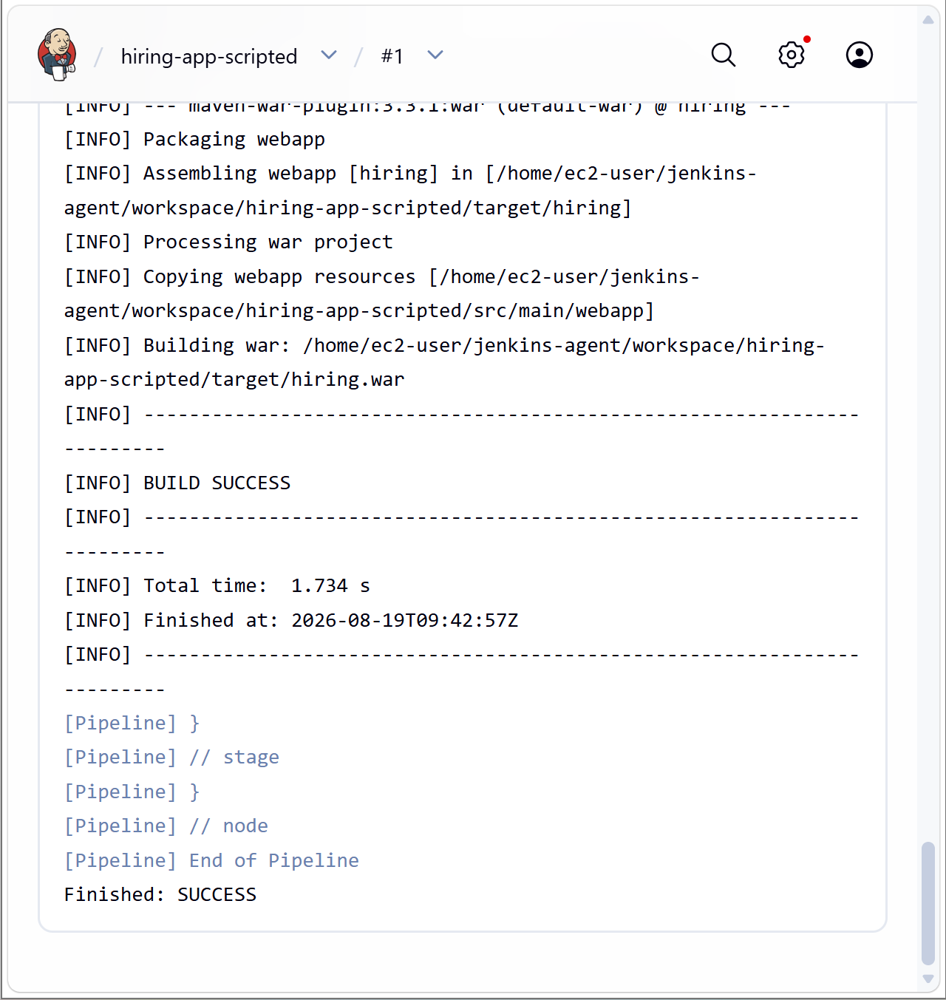 / hiring-app-scripted / #1
[INFO] --- maven-war-plugin:3.3.1:war (default-war) @ hiring ---
[INFO] Packaging webapp
[INFO] Assembling webapp [hiring] in [/home/ec2-user/jenkins-
agent/workspace/hiring-app-scripted/target/hiring]
[INFO] Processing war project
[INFO] Copying webapp resources [/home/ec2-user/jenkins-
agent/workspace/hiring-app-scripted/src/main/webapp]
[INFO] Building war: /home/ec2-user/jenkins-agent/workspace/hiring-
app-scripted/target/hiring.war
[INFO] ---------------------------------------------------------------
---------
[INFO] BUILD SUCCESS
[INFO] ---------------------------------------------------------------
---------
[INFO] Total time:  1.734 s
[INFO] Finished at: 2026-08-19T09:42:57Z
[INFO] ---------------------------------------------------------------
---------
[Pipeline] }
[Pipeline] // stage
[Pipeline] }
[Pipeline] // node
[Pipeline] End of Pipeline
Finished: SUCCESS